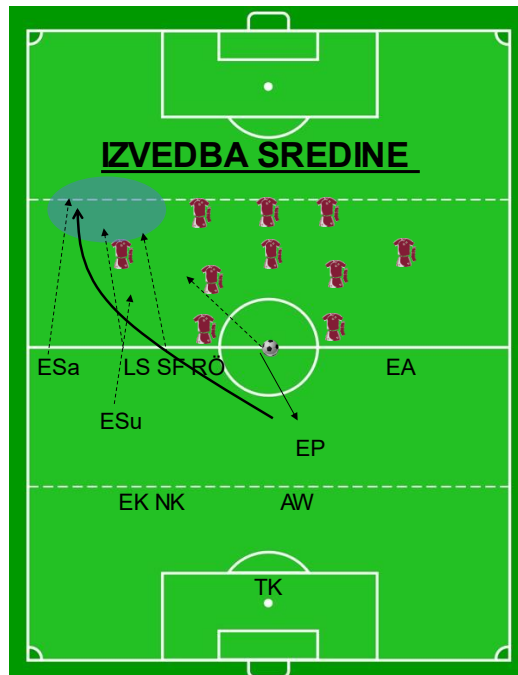 IZVEDBA SREDINE
ESa LS SF RÖ EA
ESu
EP
EK NK AW
TK